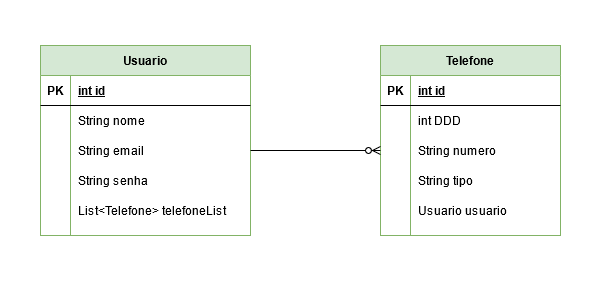 Usuario
PK int id
String nome
String email
String senha
List<Telefone> telefoneList
Telefone
PK int id
int DDD
String numero
String tipo
Usuario usuario